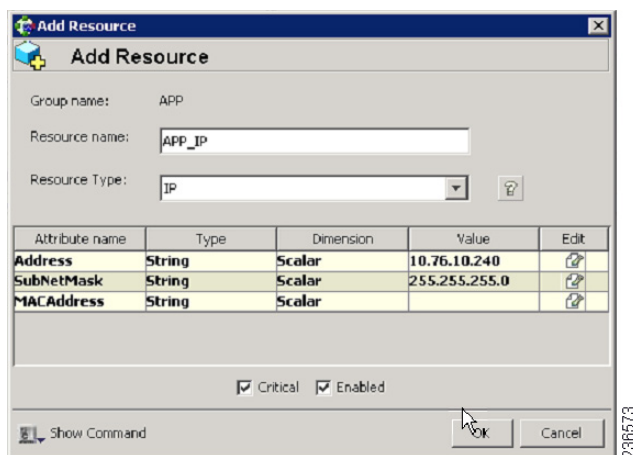 Add Resource
Add Resource
Group name: APP
Resource name: APP_IP
Resource Type: IP
Attribute name Type Dimension Value Edit
Address String Scalar 10.76.10.240
SubNetMask String Scalar 255.255.255.0
MACAddress String Scalar
Critical Enabled
Show Command OK Cancel
236573